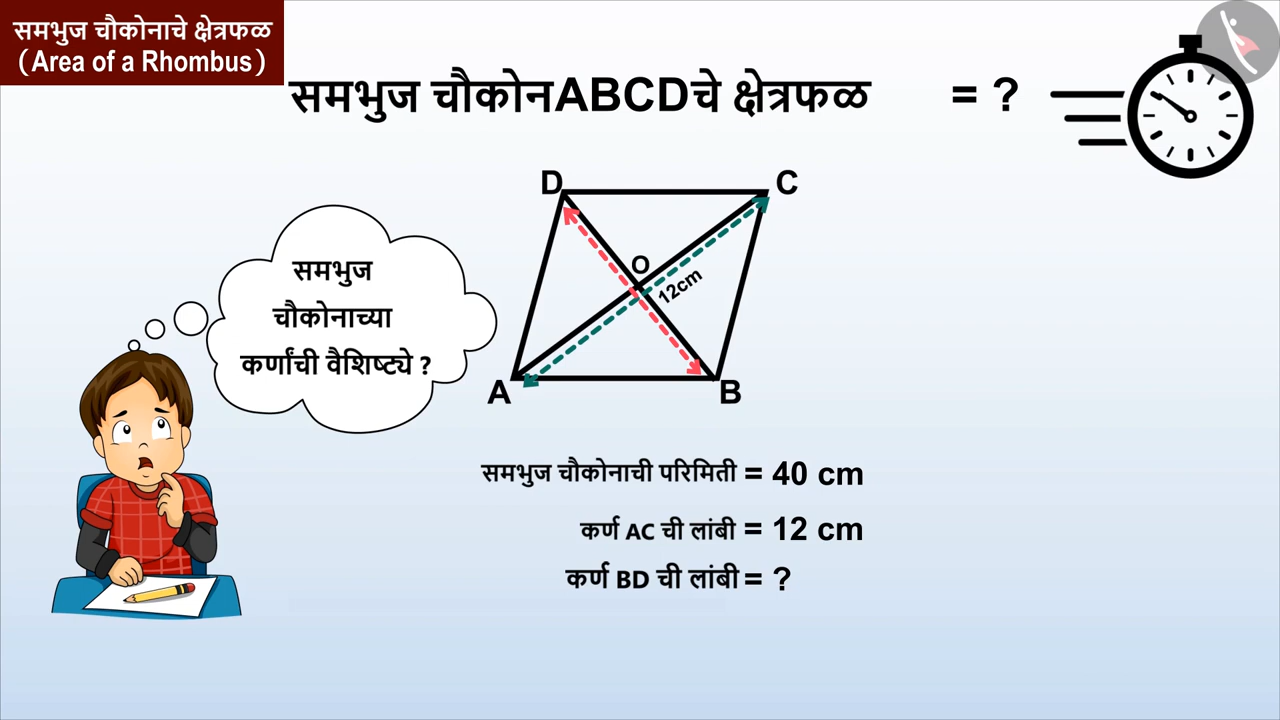 समभुज चौकोनाचे क्षेत्रफळ
(Area of a Rhombus)
समभुज चौकोनABCDचे क्षेत्रफळ = ?
D
C
समभुज
चौकोनाच्या
कर्णांची वैशिष्ट्ये ?
O
12cm
A
B
समभुज चौकोनाची परिमिती = 40 cm
कर्ण AC ची लांबी = 12 cm
कर्ण BD ची लांबी = ?